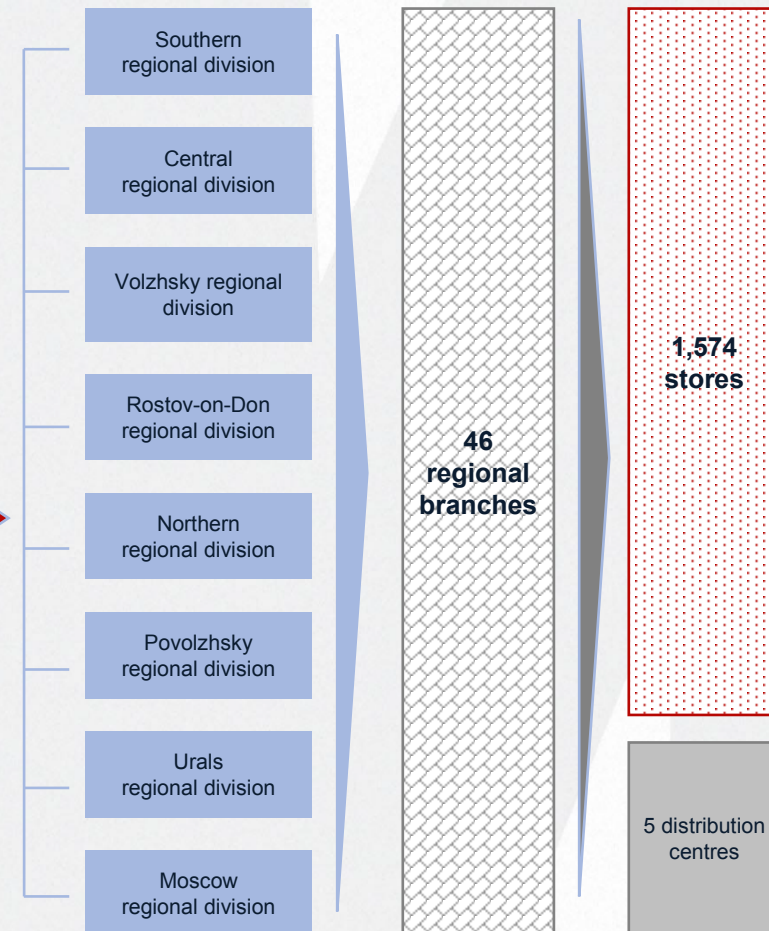 Southern
regional division
Central
regional division
Volzhsky regional
division
Rostov-on-Don
regional division
Northern
regional division
Povolzhsky
regional division
Urals
regional division
Moscow
regional division
46
regional
branches
1,574
stores
5 distribution
centres